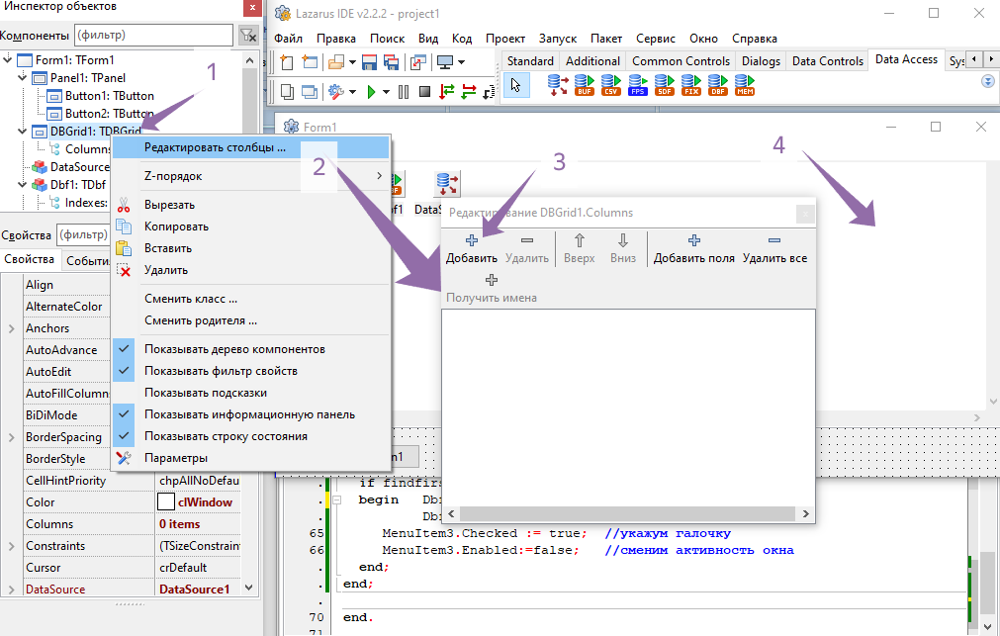 Инспектор объектов
Компоненты (фильтр)
Form1: TForm1
Panel1: TPanel
Button1: TButton
Button2: TButton
DBGrid1: TDBGrid
Columns
DataSource
Dbf1: TDbf
Indexes:
Свойства (фильтр)
Свойства События
Align
AlternateColor
Anchors
AutoAdvance
AutoEdit
AutoFillColumns
BiDiMode
BorderSpacing
BorderStyle
CellHintPriority chpAllNoDefau
Color clWindow
Columns 0 items
Constraints (TSizeConstrain
Cursor crDefault
DataSource DataSource1
1
Редактировать столбцы ...
Z-порядок
Вырезать
Копировать
Вставить
Удалить
Сменить класс ...
Сменить родителя ...
Показывать дерево компонентов
Показывать фильтр свойств
Показывать подсказки
Показывать информационную панель
Показывать строку состояния
Параметры
2
Lazarus IDE v2.2.2 - project1
Файл Правка Поиск Вид Код Проект Запуск Пакет Сервис Окно Справка
Standard Additional Common Controls Dialogs Data Controls Data Access Sys
BUF CSV FPS SDF FIX DBF MEM
Form1
3
4
bf1 DataS
Редактирование DBGrid1.Columns
Добавить Удалить Вверх Вниз Добавить поля Удалить все
Получить имена
m1
if findfirs
begin Db
Db
65 MenuItem3.Checked := true; //укажум галочку
66 MenuItem3.Enabled:=false; //сменим активность окна
end;
end;
70 end.
71